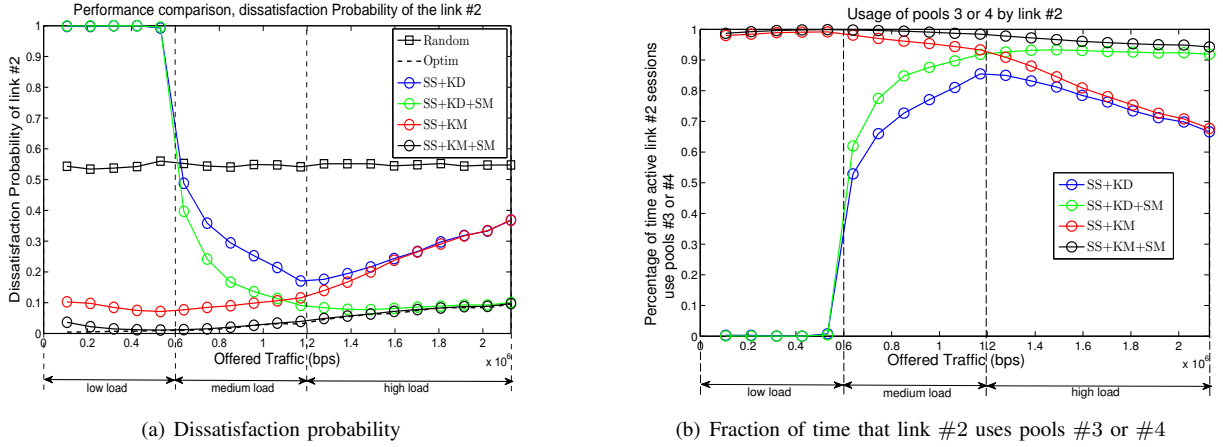 Performance comparison, dissatisfaction Probability of the link #2
Dissatisfaction Probability of link #2
1
0.9
0.8
0.7
0.6
0.5
0.4
0.3
0.2
0.1
0
Random
Optim
SS+KD
SS+KD+SM
SS+KM
SS+KM+SM
0 0.2 0.4 0.6 0.8 1 1.2 1.4 1.6 1.8 2
Offered Traffic (bps)
x 10^6
low load medium load high load
(a) Dissatisfaction probability
Usage of pools 3 or 4 by link #2
Percentage of time active link #2 sessions
use pools #3 or #4
1
0.9
0.8
0.7
0.6
0.5
0.4
0.3
0.2
0.1
0
SS+KD
SS+KD+SM
SS+KM
SS+KM+SM
0 0.2 0.4 0.6 0.8 1 1.2 1.4 1.6 1.8 2
Offered Traffic (bps)
x 10^6
low load medium load high load
(b) Fraction of time that link #2 uses pools #3 or #4